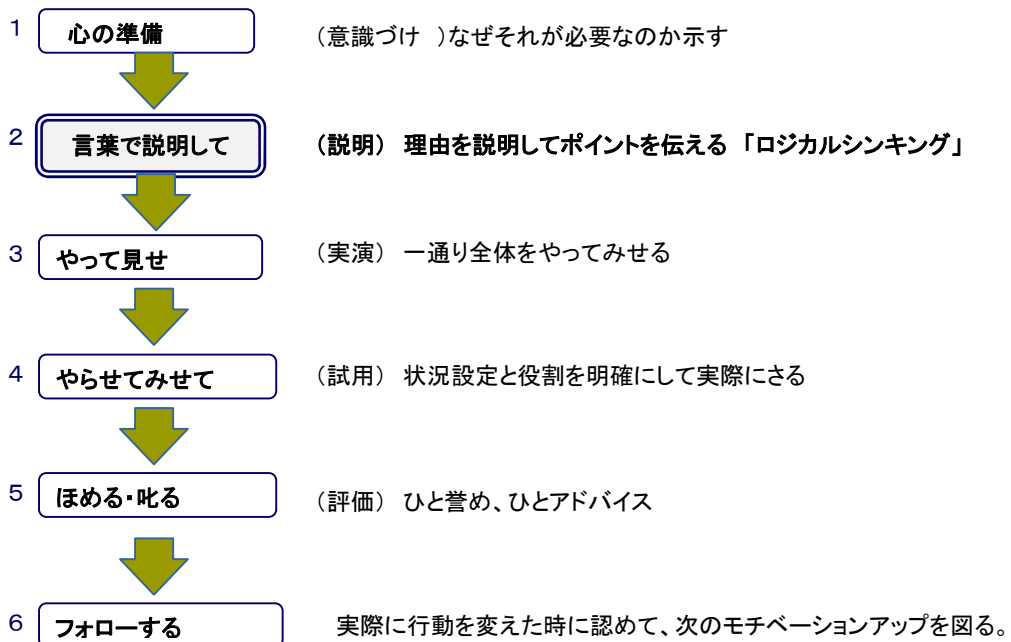 1 心の準備 (意識づけ )なぜそれが必要なのか示す
2 言葉で説明して (説明) 理由を説明してポイントを伝える 「ロジカルシンキング」
3 やって見せ (実演) 一通り全体をやってみせる
4 やらせてみせて (試用) 状況設定と役割を明確にして実際にさる
5 ほめる・叱る (評価) ひと誉め、ひとアドバイス
6 フォローする 実際に行動を変えた時に認めて、次のモチベーションアップを図る。